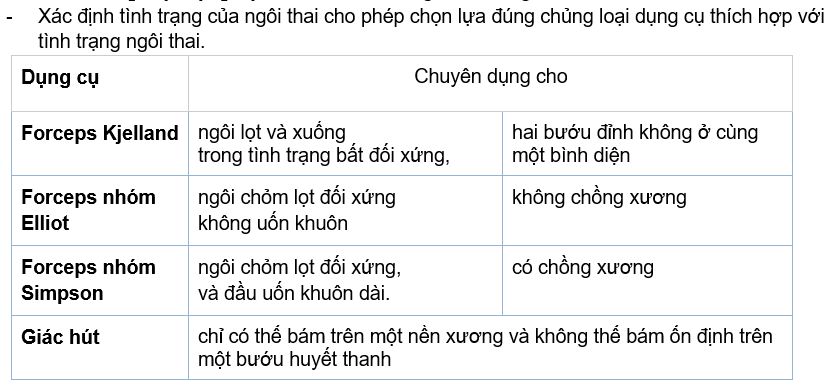 - Xác định tình trạng của ngôi thai cho phép chọn lựa đúng chủng loại dụng cụ thích hợp với
tình trạng ngôi thai.
Dụng cụ Chuyên dụng cho
Forceps Kjelland ngôi lọt và xuống hai bướu đỉnh không ở cùng
trong tình trạng bất đối xứng, một bình diện
Forceps nhóm ngôi chỏm lọt đối xứng không chồng xương
Elliot không uốn khuôn
Forceps nhóm ngôi chỏm lọt đối xứng, có chồng xương
Simpson và đầu uốn khuôn dài.
Giác hút chỉ có thể bám trên một nền xương và không thể bám ổn định trên
một bướu huyết thanh